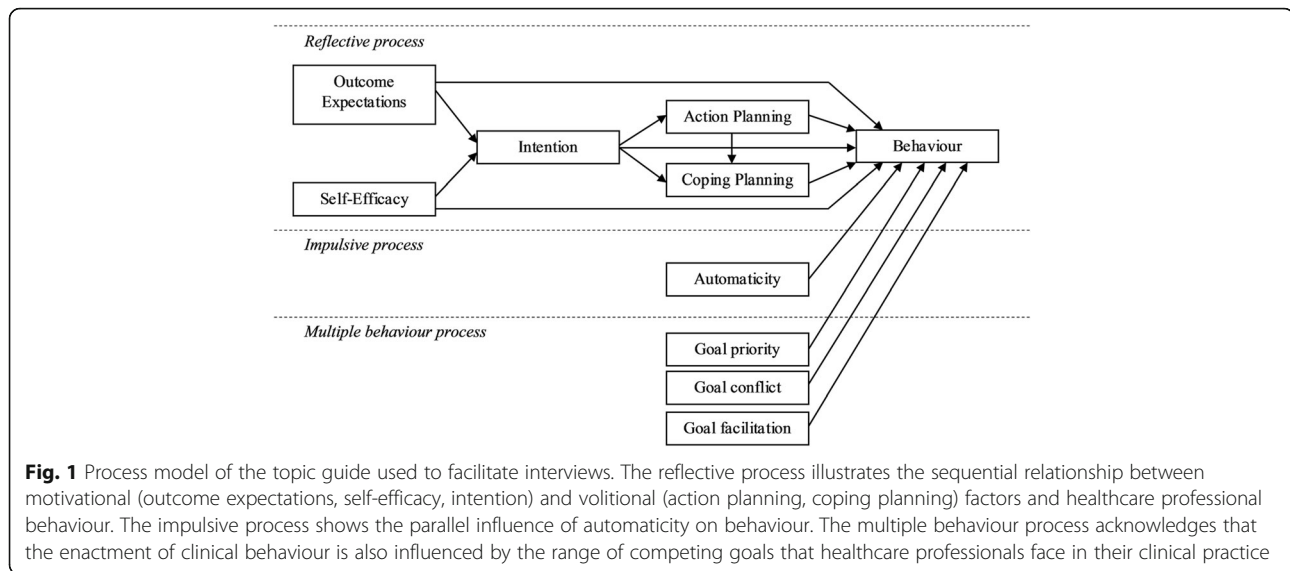 Reflective process
Outcome
Expectations
Action Planning
Intention
Behaviour
Coping Planning
Self-Efficacy
Impulsive process
Automaticity
Multiple behaviour process
Goal priority
Goal conflict
Goal facilitation
Fig. 1 Process model of the topic guide used to facilitate interviews. The reflective process illustrates the sequential relationship between
motivational (outcome expectations, self-efficacy, intention) and volitional (action planning, coping planning) factors and healthcare professional
behaviour. The impulsive process shows the parallel influence of automaticity on behaviour. The multiple behaviour process acknowledges that
the enactment of clinical behaviour is also influenced by the range of competing goals that healthcare professionals face in their clinical practice